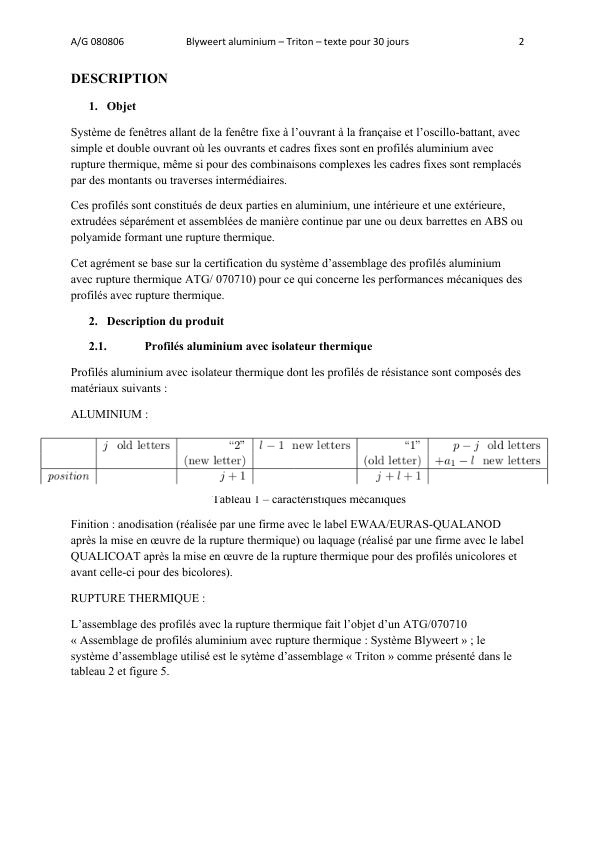 A/G 080806 Blyweert aluminium – Triton – texte pour 30 jours 2
DESCRIPTION
1. Objet
Système de fenêtres allant de la fenêtre fixe à l’ouvrant à la française et l’oscillo-battant, avec
simple et double ouvrant où les ouvrants et cadres fixes sont en profilés aluminium avec
rupture thermique, même si pour des combinaisons complexes les cadres fixes sont remplacés
par des montants ou traverses intermédiaires.
Ces profilés sont constitués de deux parties en aluminium, une intérieure et une extérieure,
extrudées séparément et assemblées de manière continue par une ou deux barrettes en ABS ou
polyamide formant une rupture thermique.
Cet agrément se base sur la certification du système d’assemblage des profilés aluminium
avec rupture thermique ATG/ 070710) pour ce qui concerne les performances mécaniques des
profilés avec rupture thermique.
2. Description du produit
2.1. Profilés aluminium avec isolateur thermique
Profilés aluminium avec isolateur thermique dont les profilés de résistance sont composés des
matériaux suivants :
ALUMINIUM :
j old letters “2” l − 1 new letters “1” p − j old letters
(new letter) (old letter) +a₁ − l new letters
position j + 1 j + l + 1
Tableau 1 – caractéristiques mécaniques
Finition : anodisation (réalisée par une firme avec le label EWAA/EURAS-QUALANOD
après la mise en œuvre de la rupture thermique) ou laquage (réalisé par une firme avec le label
QUALICOAT après la mise en œuvre de la rupture thermique pour des profilés unicolores et
avant celle-ci pour des bicolores).
RUPTURE THERMIQUE :
L’assemblage des profilés avec la rupture thermique fait l’objet d’un ATG/070710
« Assemblage de profilés aluminium avec rupture thermique : Système Blyweert » ; le
système d’assemblage utilisé est le sytème d’assemblage « Triton » comme présenté dans le
tableau 2 et figure 5.